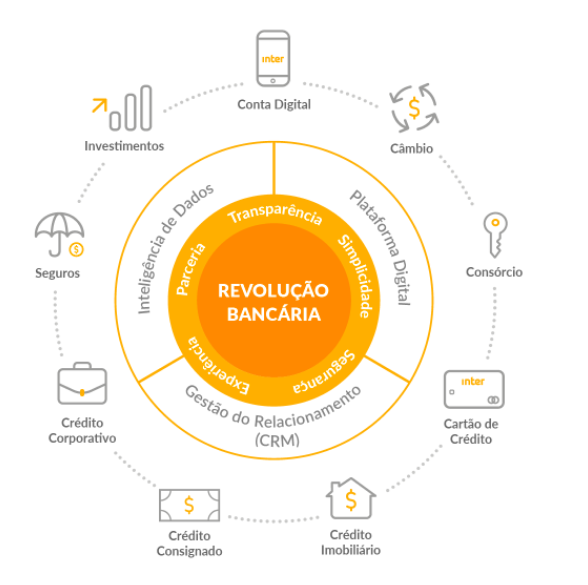 inter
Conta Digital
Câmbio
Consórcio
inter
Cartão de
Crédito
Crédito
Imobiliário
Crédito
Consignado
Crédito
Corporativo
Seguros
Investimentos
Inteligência de Dados
Plataforma Digital
Gestão do Relacionamento
(CRM)
Transparência
Simplicidade
Segurança
Experiência
Parceria
REVOLUÇÃO
BANCÁRIA
$
$
$
$